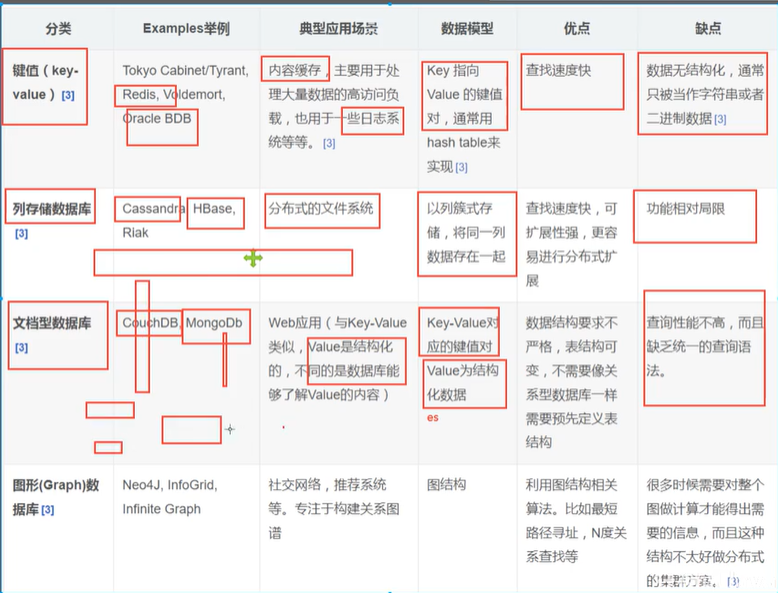 分类 Examples举例 典型应用场景 数据模型 优点 缺点
键值（key-
value）[3]
Tokyo Cabinet/Tyrant,
Redis, Voldemort,
Oracle BDB
内容缓存，主要用于处
理大量数据的高访问负
载，也用于一些日志系
统等等。[3]
Key 指向
Value 的键值
对，通常用
hash table来
实现[3]
查找速度快
数据无结构化，通常
只被当作字符串或者
二进制数据[3]
列存储数据库
[3]
Cassandra, HBase,
Riak
分布式的文件系统
以列簇式存
储，将同一列
数据存在一起
查找速度快，可
扩展性强，更容
易进行分布式扩
展
功能相对局限
文档型数据库
[3]
CouchDB, MongoDb
Web应用（与Key-Value
类似，Value是结构化
的，不同的是数据库能
够了解Value的内容）
Key-Value对
应的键值对
Value为结构
化数据
es
数据结构要求不
严格，表结构可
变，不需要像关
系型数据库一样
需要预先定义表
结构
查询性能不高，而且
缺乏统一的查询语
法。
图形(Graph)数
据库[3]
Neo4J, InfoGrid,
Infinite Graph
社交网络，推荐系统
等。专注于构建关系图
谱
图结构
利用图结构相关
算法。比如最短
路径寻址，N度关
系查找等
很多时候需要对整个
图做计算才能得出需
要的信息，而且这种
结构不太好做分布式
的集群方案。[3]